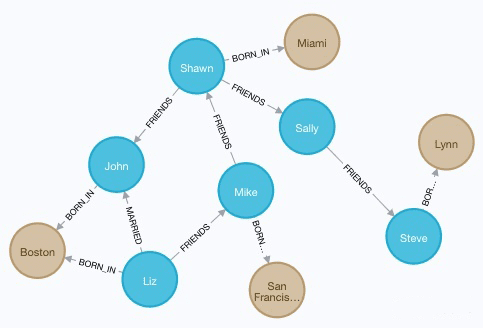 Miami
BORN_IN
Shawn
FRIENDS
FRIENDS
Sally
FRIENDS
Lynn
John
FRIENDS
BOR...
Mike
BORN_IN
MARRIED
FRIENDS
BORN...
Steve
Boston
BORN_IN
Liz
San
Francis...